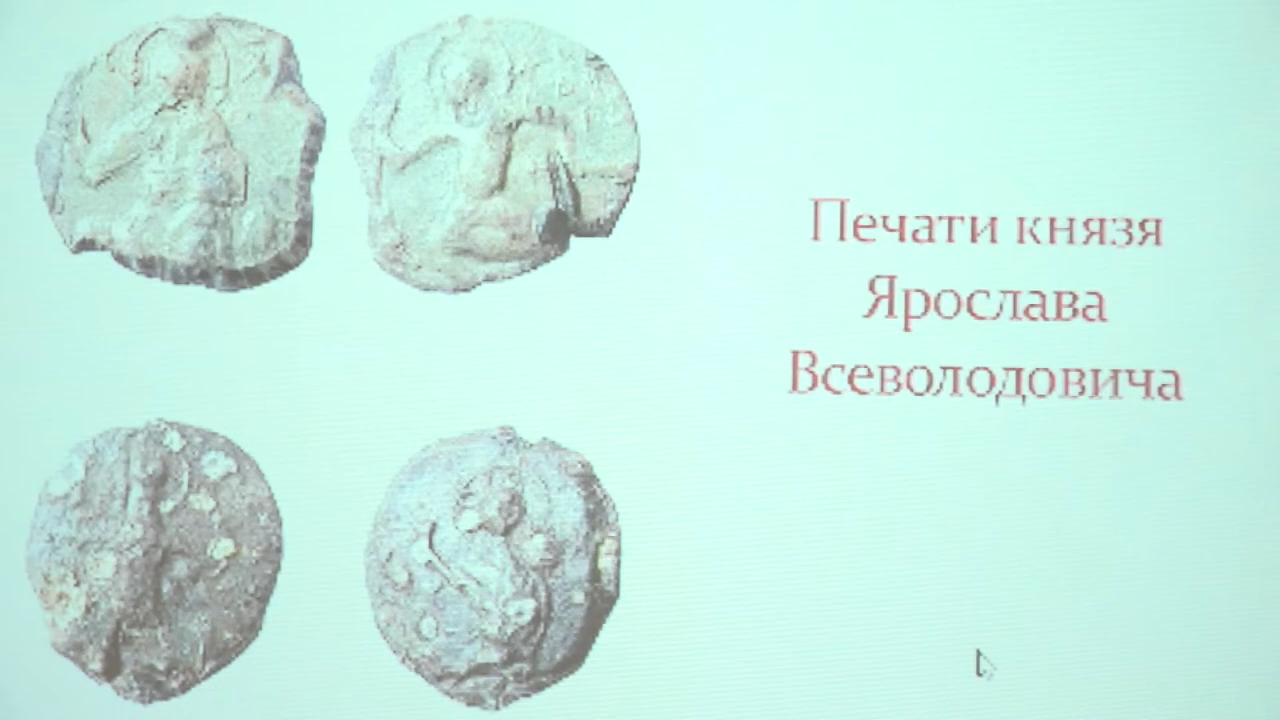 Печати князя
Ярослава
Всеволодовича